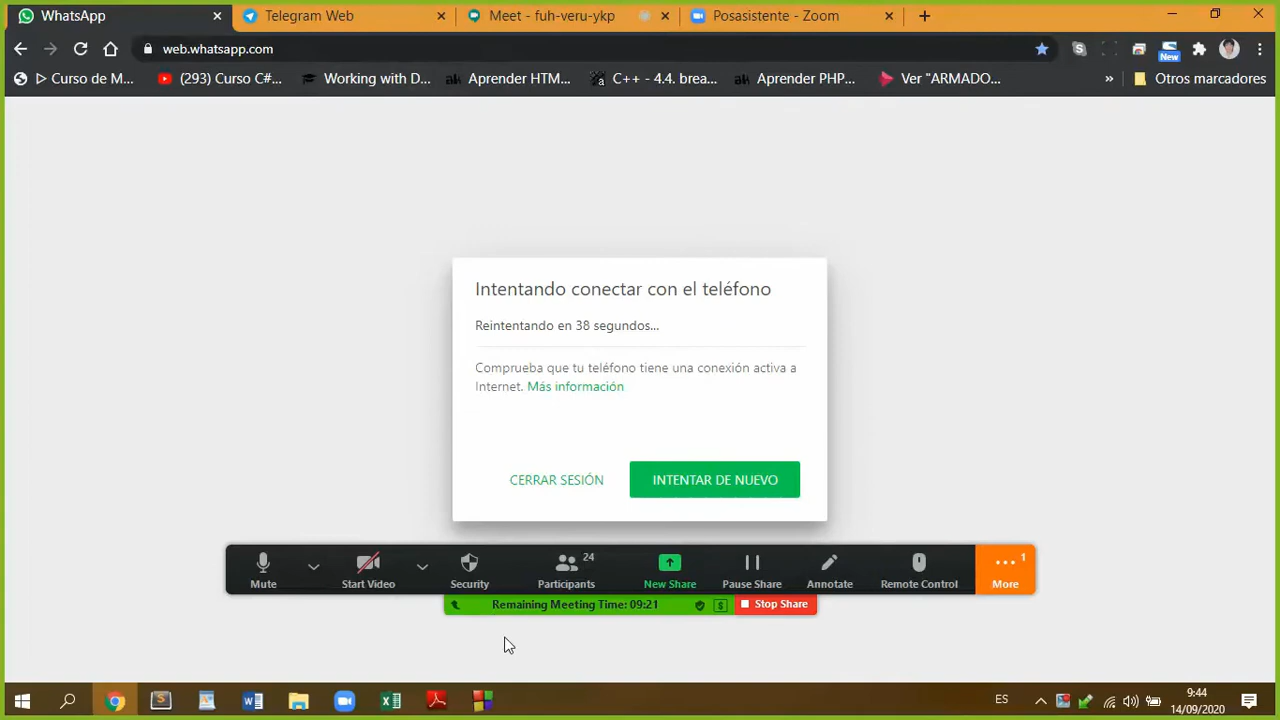 WhatsApp
Telegram Web
Meet - fuh-veru-ykp
Posasistente - Zoom
web.whatsapp.com
New
Curso de M...
(293) Curso C#...
Working with D...
Aprender HTM...
C++ - 4.4. brea...
Aprender PHP...
Ver "ARMADO...
»
Otros marcadores
Intentando conectar con el teléfono
Reintentando en 38 segundos...
Comprueba que tu teléfono tiene una conexión activa a
Internet. Más información
CERRAR SESIÓN
INTENTAR DE NUEVO
24
1
Mute
Start Video
Security
Participants
New Share
Pause Share
Annotate
Remote Control
More
Remaining Meeting Time: 09:21
Stop Share
ES
9:44
14/09/2020